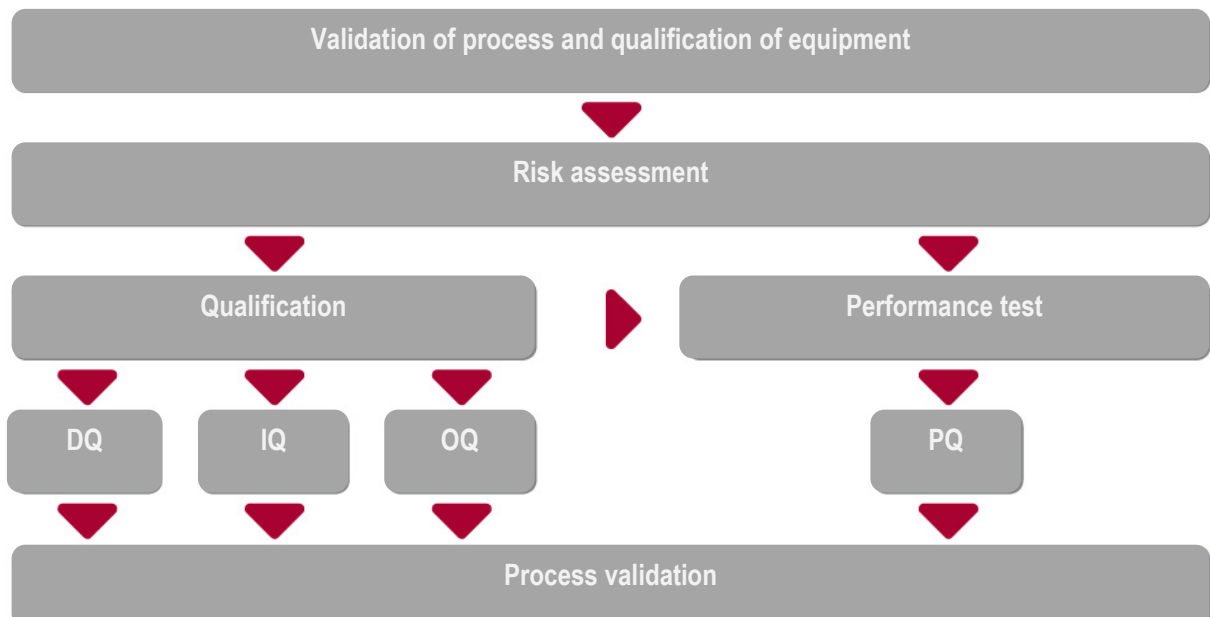 Validation of process and qualification of equipment
Risk assessment
Qualification
Performance test
DQ
IQ
OQ
PQ
Process validation